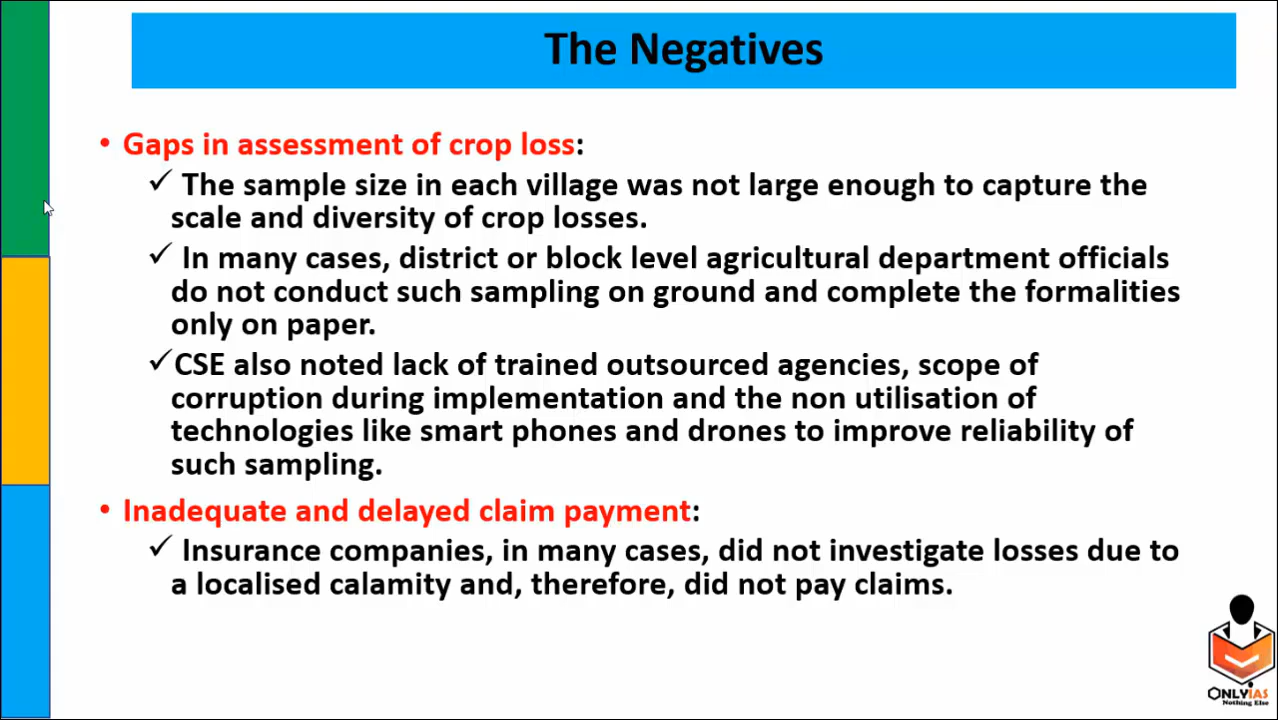 The Negatives
• Gaps in assessment of crop loss:
✓ The sample size in each village was not large enough to capture the
scale and diversity of crop losses.
✓ In many cases, district or block level agricultural department officials
do not conduct such sampling on ground and complete the formalities
only on paper.
✓CSE also noted lack of trained outsourced agencies, scope of
corruption during implementation and the non utilisation of
technologies like smart phones and drones to improve reliability of
such sampling.
• Inadequate and delayed claim payment:
✓ Insurance companies, in many cases, did not investigate losses due to
a localised calamity and, therefore, did not pay claims.
ONLYIAS
Nothing Else